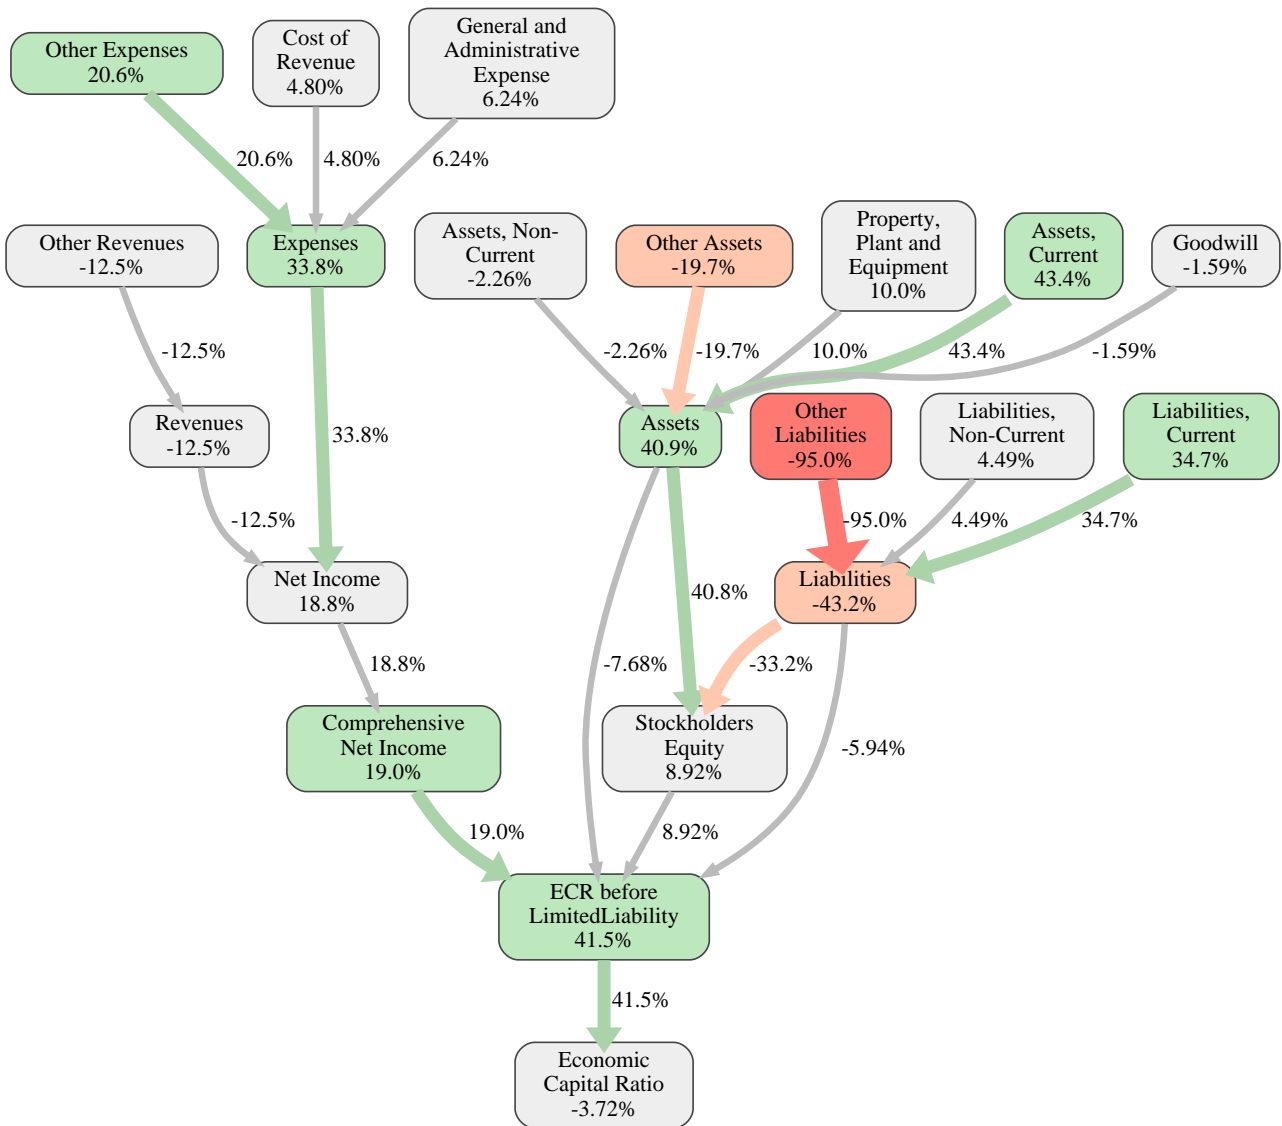 Other Expenses
20.6%
Cost of
Revenue
4.80%
General and
Administrative
Expense
6.24%
20.6%
4.80%
6.24%
Other Revenues
-12.5%
Expenses
33.8%
Assets, Non-
Current
-2.26%
Other Assets
-19.7%
Property,
Plant and
Equipment
10.0%
Assets,
Current
43.4%
Goodwill
-1.59%
-12.5%
-2.26%
-19.7%
10.0%
43.4%
-1.59%
Revenues
-12.5%
33.8%
Assets
40.9%
Other
Liabilities
-95.0%
Liabilities,
Non-Current
4.49%
Liabilities,
Current
34.7%
-12.5%
-95.0%
4.49%
34.7%
Net Income
18.8%
40.8%
Liabilities
-43.2%
18.8%
-7.68%
-33.2%
Comprehensive
Net Income
19.0%
Stockholders
Equity
8.92%
-5.94%
19.0%
8.92%
ECR before
LimitedLiability
41.5%
41.5%
Economic
Capital Ratio
-3.72%